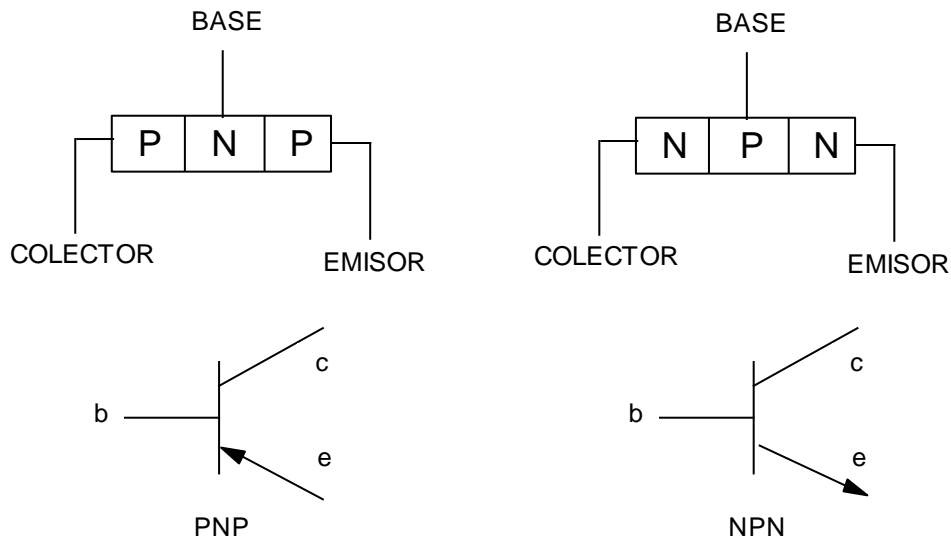 BASE
P N P
COLECTOR
EMISOR
BASE
N P N
COLECTOR
EMISOR
c
b
e
PNP
c
b
e
NPN